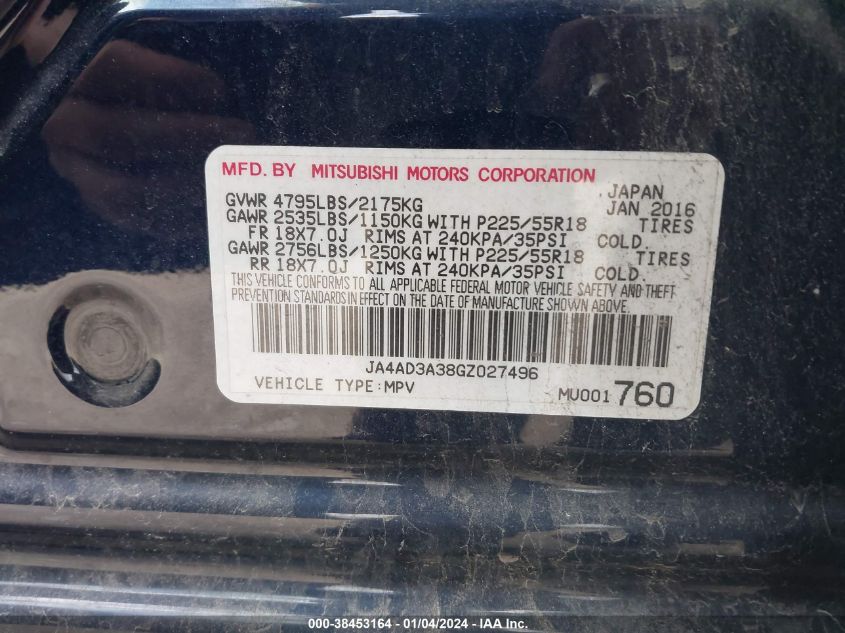 MFD. BY MITSUBISHI MOTORS CORPORATION
JAPAN
GVWR 4795LBS/2175KG JAN 2016
GAWR 2535LBS/1150KG WITH P225/55R18 TIRES
FR 18X7.0J RIMS AT 240KPA/35PSI COLD.
GAWR 2756LBS/1250KG WITH P225/55R18 TIRES
RR 18X7.0J RIMS AT 240KPA/35PSI COLD.
THIS VEHICLE CONFORMS TO ALL APPLICABLE FEDERAL MOTOR VEHICLE SAFETY AND THEFT
PREVENTION STANDARDS IN EFFECT ON THE DATE OF MANUFACTURE SHOWN ABOVE.
JA4AD3A38GZ027496
VEHICLE TYPE:MPV MU001 760
000-38453164 - 01/04/2024 - IAA Inc.